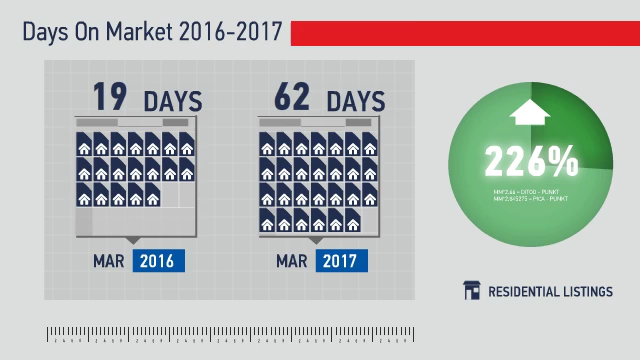 Days On Market 2016-2017
19 DAYS
62 DAYS
MAR 2016
MAR 2017
226%
RESIDENTIAL LISTINGS